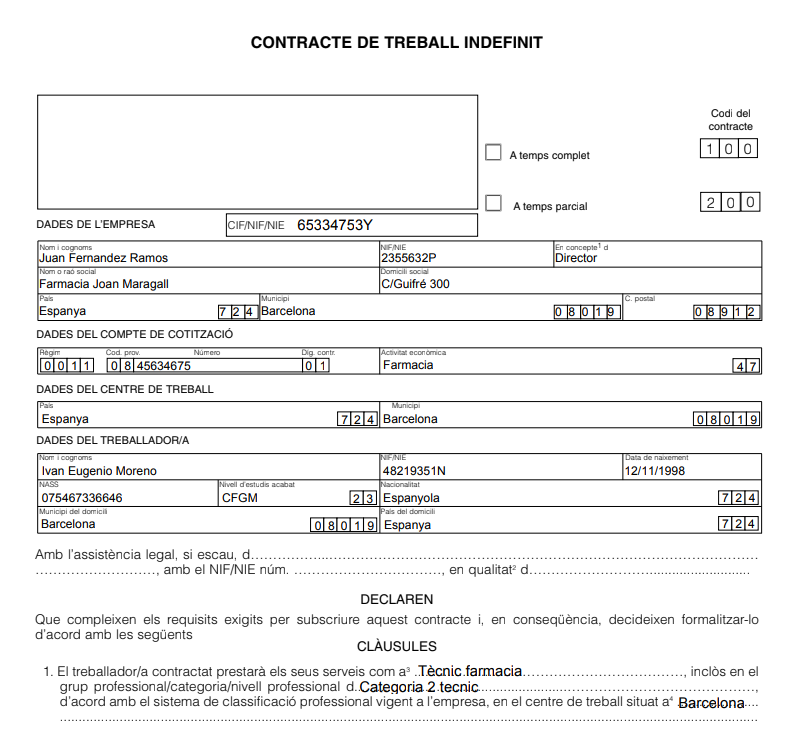 CONTRACTE DE TREBALL INDEFINIT
Codi del
contracte
A temps complet 1 0 0
A temps parcial 2 0 0
DADES DE L'EMPRESA CIF/NIF/NIE 65334753Y
Nom i cognoms NIF/NIE En concepte¹ d
Juan Fernandez Ramos 2355632P Director
Nom o raó social Domicili social
Farmacia Joan Maragall C/Guifré 300
País Municipi C. postal
Espanya 7 2 4 Barcelona 0 8 0 1 9 0 8 9 1 2
DADES DEL COMPTE DE COTITZACIÓ
Règim Cod. prov. Número Díg. contr. Activitat econòmica
0 0 1 1 0 8 45634675 0 1 Farmacia 4 7
DADES DEL CENTRE DE TREBALL
País Municipi
Espanya 7 2 4 Barcelona 0 8 0 1 9
DADES DEL TREBALLADOR/A
Nom i cognoms NIF/NIE Data de naixement
Ivan Eugenio Moreno 48219351N 12/11/1998
NASS Nivell d'estudis acabat Nacionalitat
075467336646 CFGM 2 3 Espanyola 7 2 4
Municipi del domicili País del domicili
Barcelona 0 8 0 1 9 Espanya 7 2 4
Amb l'assistència legal, si escau, d...................................................................
............................, amb el NIF/NIE núm. ................................, en qualitat² d..................................................
DECLAREN
Que compleixen els requisits exigits per subscriure aquest contracte i, en conseqüència, decideixen formalitzar-lo
d'acord amb les següents
CLÀUSULES
1. El treballador/a contractat prestarà els seus serveis com a³ ..Tècnic farmacia......................................, inclòs en el
grup professional/categoria/nivell professional d..Categoria 2 tecnic..............................................................,
d'acord amb el sistema de classificació professional vigent a l'empresa, en el centre de treball situat a⁴ ..Barcelona....
..............................................................................................................